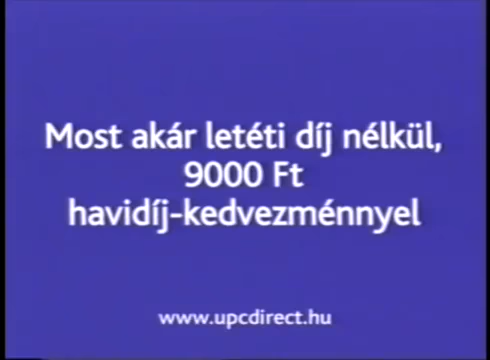 Most akár letéti díj nélkül,
9000 Ft
havidíj-kedvezménnyel
www.upcdirect.hu